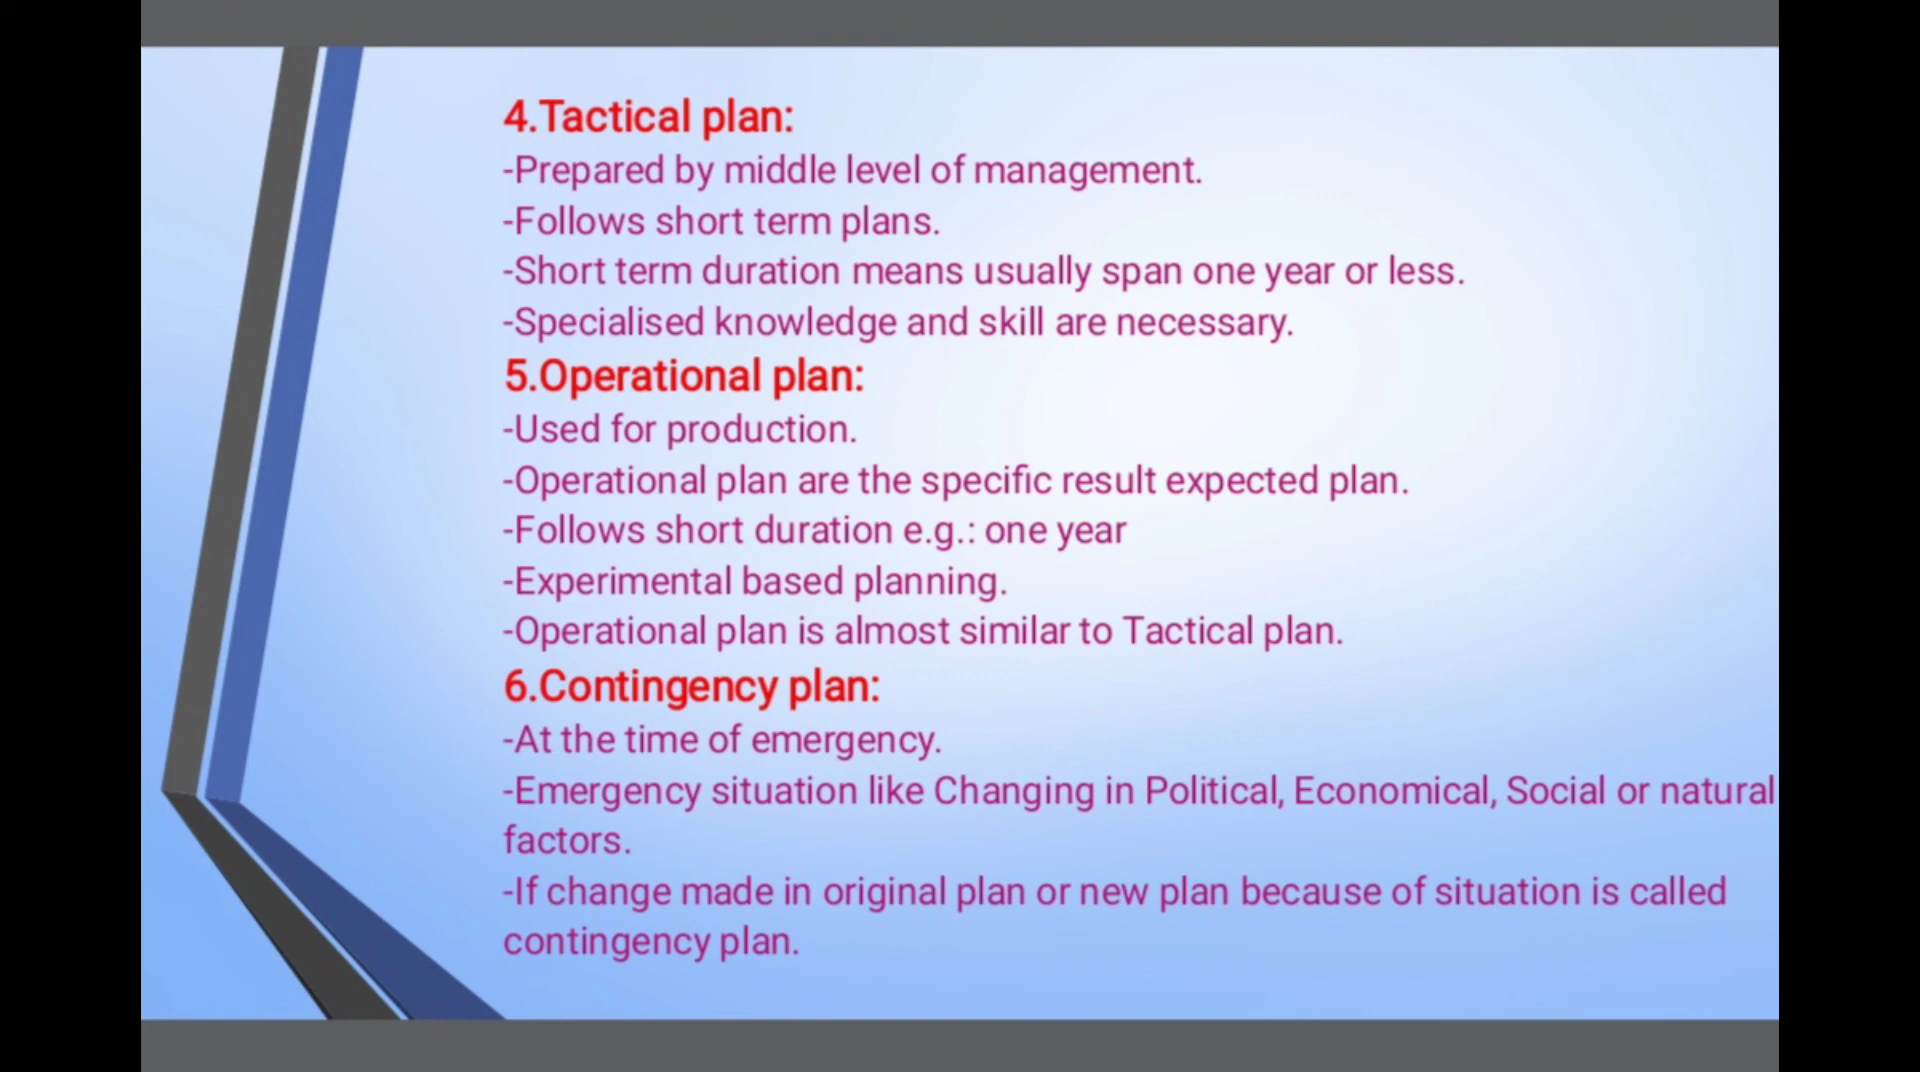 4.Tactical plan:
-Prepared by middle level of management.
-Follows short term plans.
-Short term duration means usually span one year or less.
-Specialised knowledge and skill are necessary.
5.Operational plan:
-Used for production.
-Operational plan are the specific result expected plan.
-Follows short duration e.g.: one year
-Experimental based planning.
-Operational plan is almost similar to Tactical plan.
6.Contingency plan:
-At the time of emergency.
-Emergency situation like Changing in Political, Economical, Social or natural
factors.
-If change made in original plan or new plan because of situation is called
contingency plan.